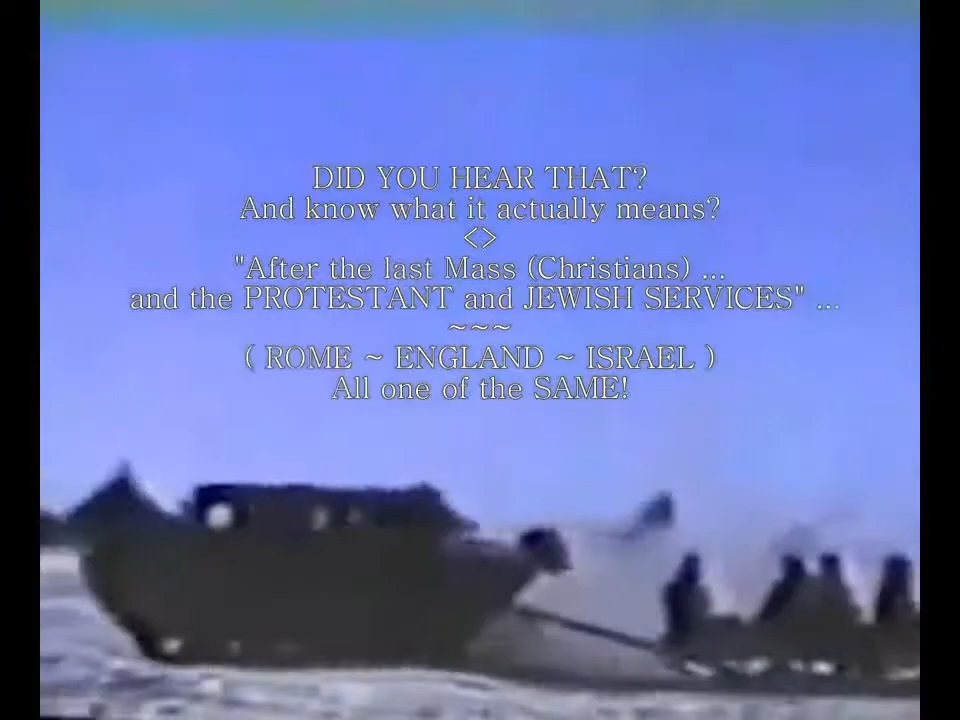 DID YOU HEAR THAT?
And know what it actually means?
<>
"After the last Mass (Christians) ...
and the PROTESTANT and JEWISH SERVICES" ...
~~~
( ROME ~ ENGLAND ~ ISRAEL )
All one of the SAME!